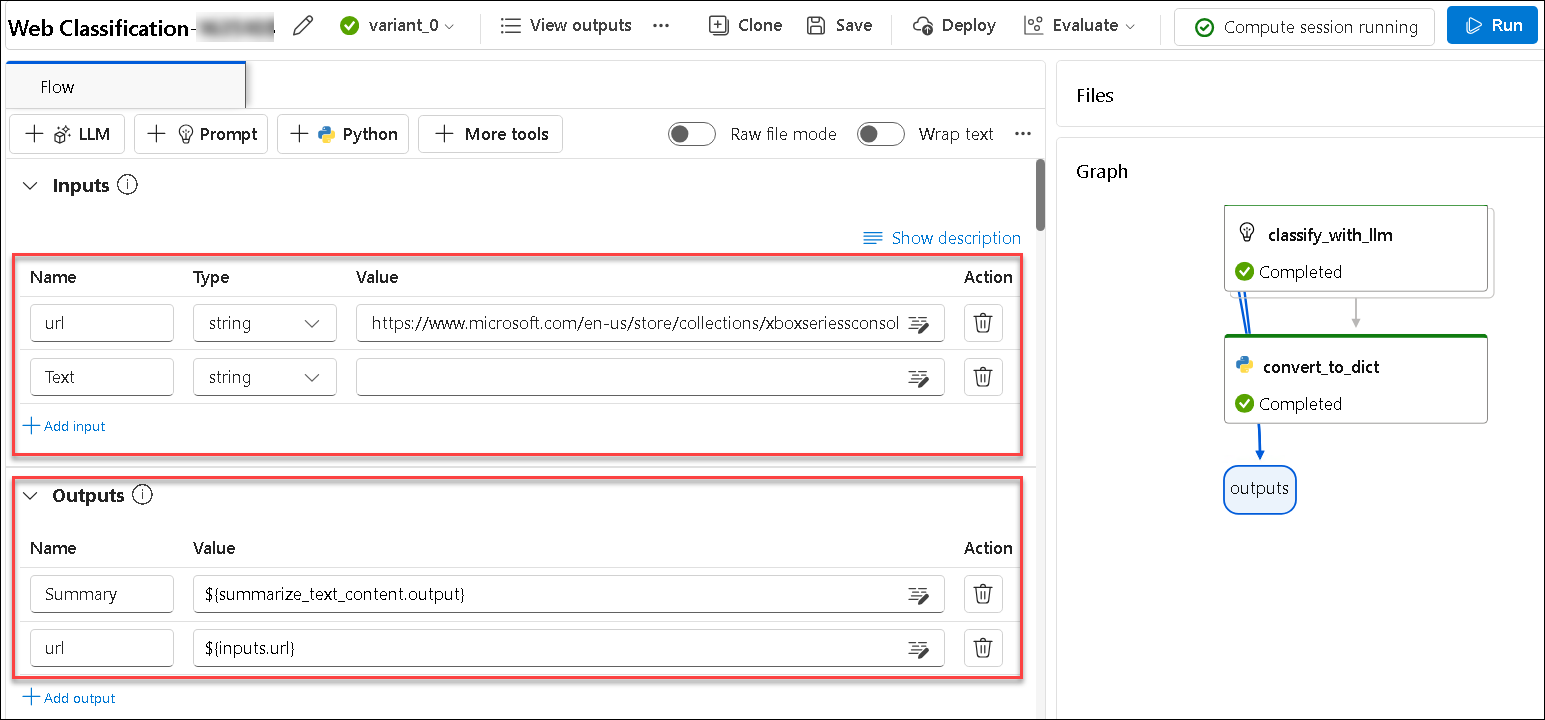 Web Classification-
variant_0
View outputs
Clone
Save
Deploy
Evaluate
Compute session running
Run
Flow
LLM
Prompt
Python
More tools
Raw file mode
Wrap text
Inputs
Show description
Name Type Value Action
url string https://www.microsoft.com/en-us/store/collections/xboxseriessconsol
Text string
Add input
Outputs
Name Value Action
Summary ${summarize_text_content.output}
url ${inputs.url}
Add output
Files
Graph
classify_with_llm
Completed
convert_to_dict
Completed
outputs